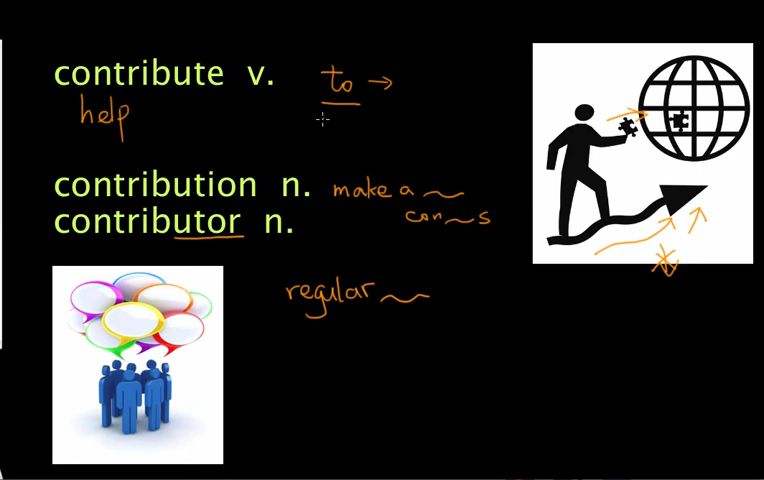 contribute v. to →
help
contribution n. make a ~
con~s
contributor n.
regular ~